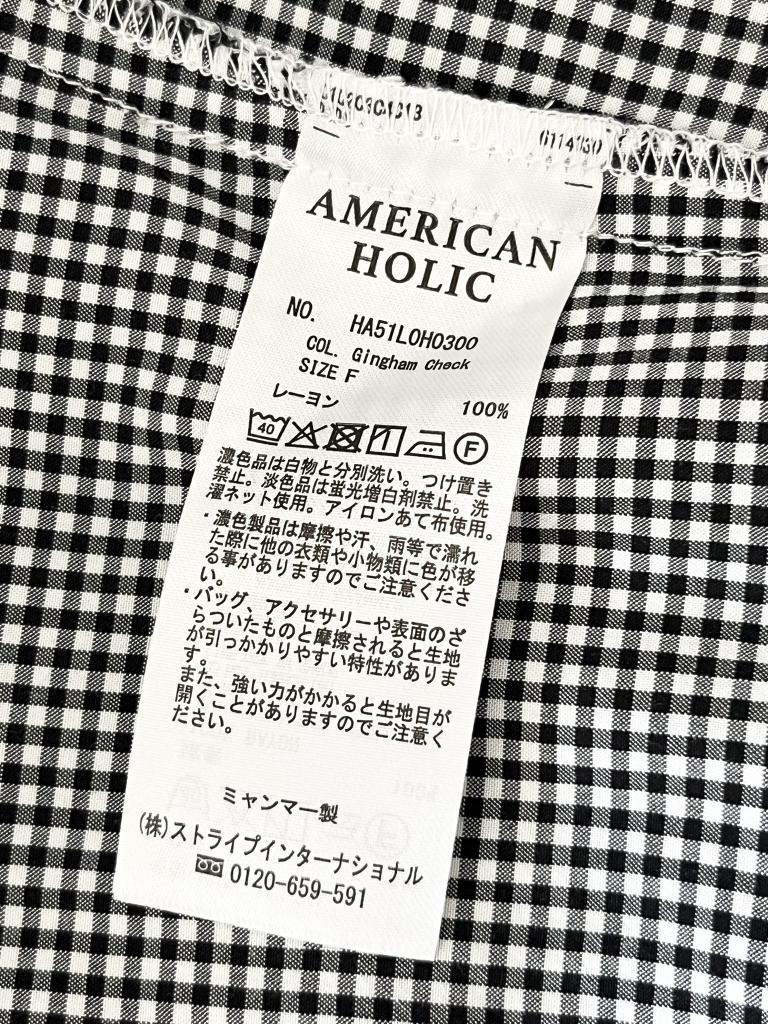 AMERICAN
HOLIC
NO. HA51L0H0300
COL. Gingham Check
SIZE F
レーヨン 100%
40 F
濃色品は白物と分別洗い。つけ置き
禁止。淡色品は蛍光増白剤禁止。洗
濯ネット使用。アイロンあて布使用。
・濃色製品は摩擦や汗、雨等で濡れ
た際に他の衣類や小物類に色が移
る事がありますのでご注意くださ
い。
・バッグ、アクセサリーや表面のざ
らついたものと摩擦されると生地
が引っかかりやすい特性がありま
す。
また、強い力がかかると生地目が
開くことがありますのでご注意く
ださい。
ミャンマー製
(株)ストライプインターナショナル
0120-659-591